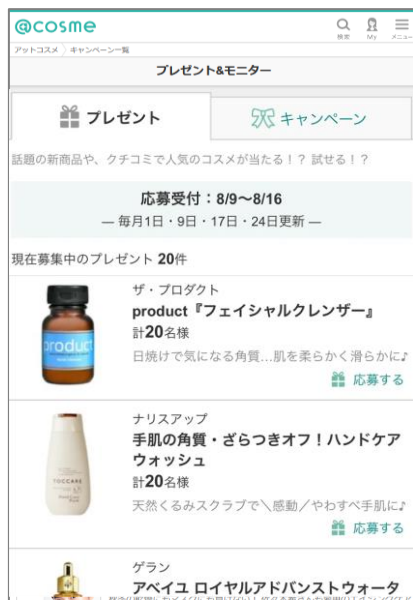 @cosme
検索 My メニュー
アットコスメ 〉 キャンペーン一覧
プレゼント&モニター
プレゼント
キャンペーン
話題の新商品や、クチコミで人気のコスメが当たる!? 試せる!?
応募受付:8/9〜8/16
― 毎月1日・9日・17日・24日更新 ―
現在募集中のプレゼント 20件
ザ・プロダクト
product『フェイシャルクレンザー』
計20名様
日焼けで気になる角質…肌を柔らかく滑らかに♪
応募する
product
ナリスアップ
手肌の角質・ざらつきオフ!ハンドケア
ウォッシュ
計20名様
天然くるみスクラブで＼感動／やわすべ手肌に♪
応募する
TOCCARE
ゲラン
アベイユ ロイヤルアドバンストウォータ